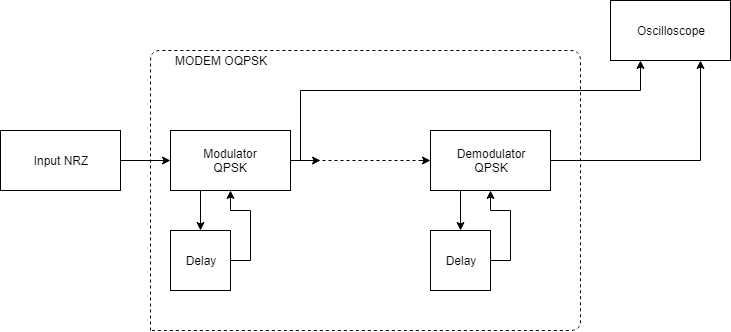 Oscilloscope
MODEM OQPSK
Input NRZ
Modulator
QPSK
Demodulator
QPSK
Delay
Delay